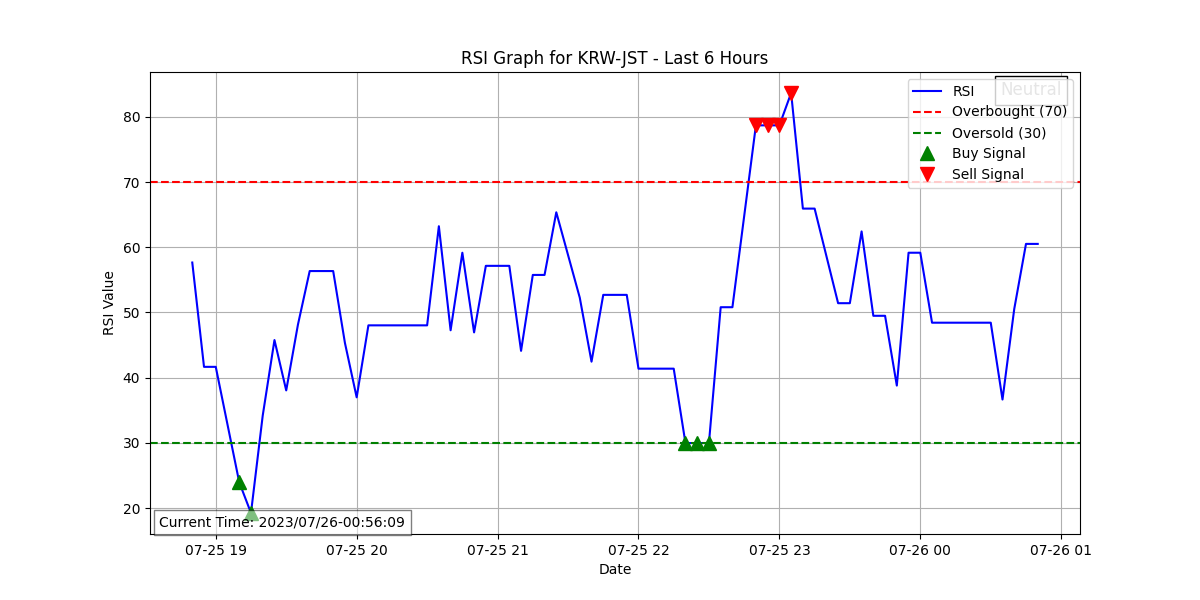 RSI Graph for KRW-JST - Last 6 Hours
Neutral
RSI
Overbought (70)
Oversold (30)
Buy Signal
Sell Signal
RSI Value
80
70
60
50
40
30
20
Current Time: 2023/07/26-00:56:09
07-25 19 07-25 20 07-25 21 07-25 22 07-25 23 07-26 00 07-26 01
Date